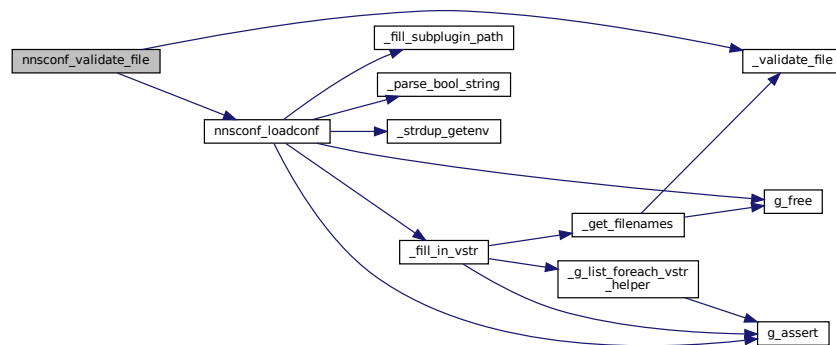 _fill_subplugin_path
nnsconf_validate_file
_validate_file
_parse_bool_string
nnsconf_loadconf
_strdup_getenv
g_free
_get_filenames
_fill_in_vstr
_g_list_foreach_vstr
_helper
g_assert